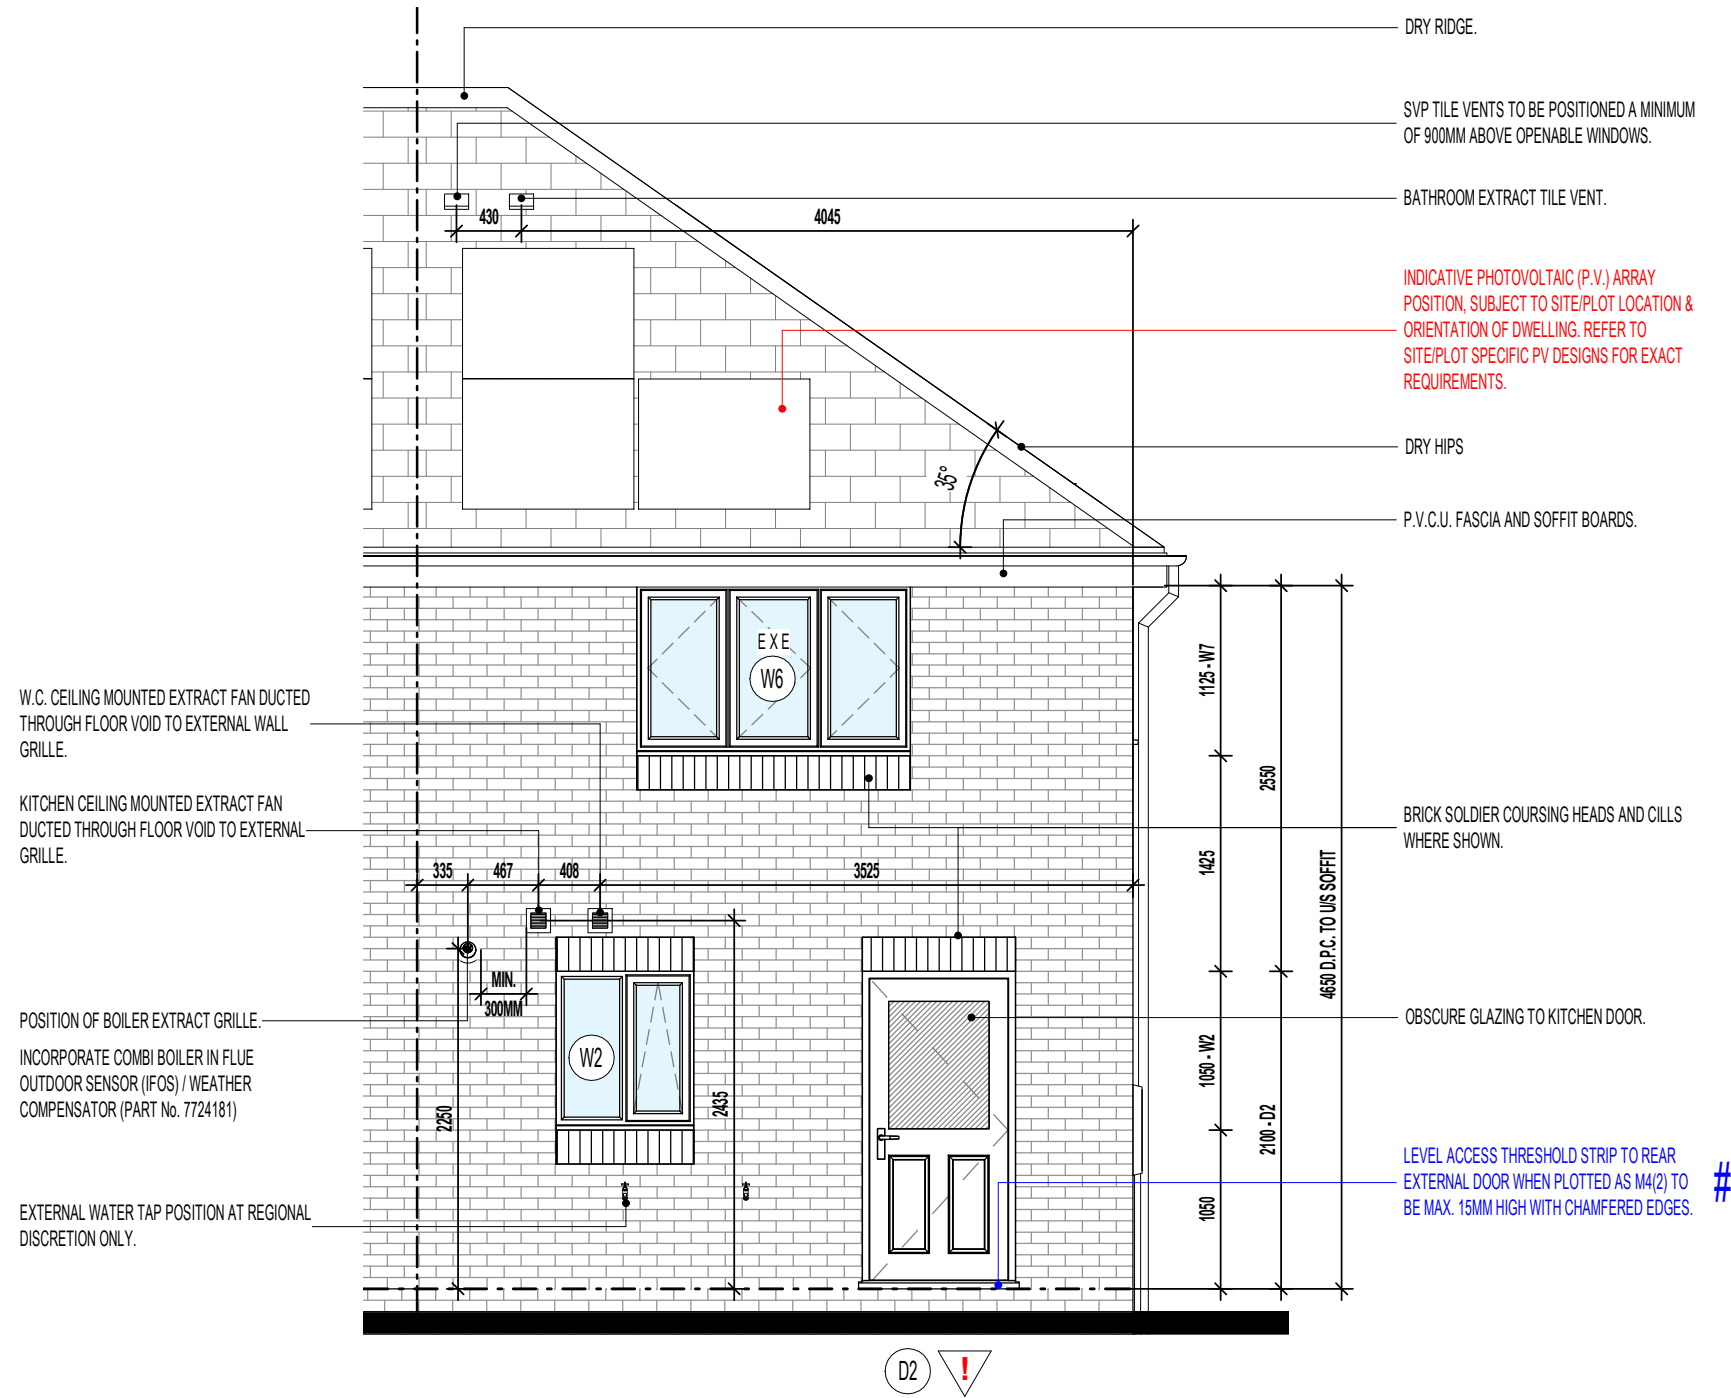 DRY RIDGE.
SVP TILE VENTS TO BE POSITIONED A MINIMUM
OF 900MM ABOVE OPENABLE WINDOWS.
BATHROOM EXTRACT TILE VENT.
430
4045
INDICATIVE PHOTOVOLTAIC (P.V.) ARRAY
POSITION, SUBJECT TO SITE/PLOT LOCATION &
ORIENTATION OF DWELLING. REFER TO
SITE/PLOT SPECIFIC PV DESIGNS FOR EXACT
REQUIREMENTS.
DRY HIPS
35°
P.V.C.U. FASCIA AND SOFFIT BOARDS.
EXE
W6
1125 - W7
2550
1425
4650 D.P.C. TO U/S SOFFIT
1050 - W2
2100 - D2
1050
W.C. CEILING MOUNTED EXTRACT FAN DUCTED
THROUGH FLOOR VOID TO EXTERNAL WALL
GRILLE.
KITCHEN CEILING MOUNTED EXTRACT FAN
DUCTED THROUGH FLOOR VOID TO EXTERNAL
GRILLE.
BRICK SOLDIER COURSING HEADS AND CILLS
WHERE SHOWN.
335
467
408
3525
MIN.
300MM
POSITION OF BOILER EXTRACT GRILLE.
INCORPORATE COMBI BOILER IN FLUE
OUTDOOR SENSOR (IFOS) / WEATHER
COMPENSATOR (PART No. 7724181)
W2
2250
2435
OBSCURE GLAZING TO KITCHEN DOOR.
LEVEL ACCESS THRESHOLD STRIP TO REAR
EXTERNAL DOOR WHEN PLOTTED AS M4(2) TO
BE MAX. 15MM HIGH WITH CHAMFERED EDGES.
#
EXTERNAL WATER TAP POSITION AT REGIONAL
DISCRETION ONLY.
D2
!